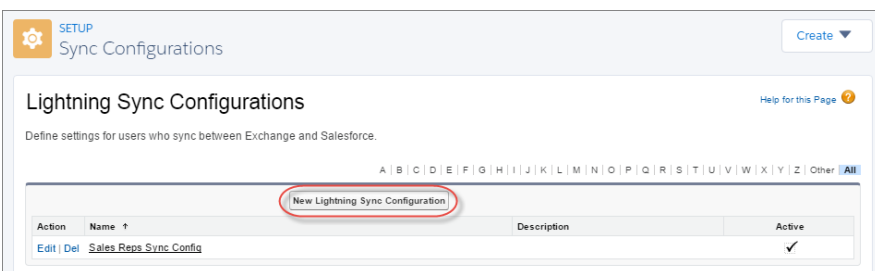 SETUP
Sync Configurations
Create
Lightning Sync Configurations
Help for this Page ?
Define settings for users who sync between Exchange and Salesforce.
A | B | C | D | E | F | G | H | I | J | K | L | M | N | O | P | Q | R | S | T | U | V | W | X | Y | Z | Other All
New Lightning Sync Configuration
Action Name ↑ Description Active
Edit | Del Sales Reps Sync Config ✓